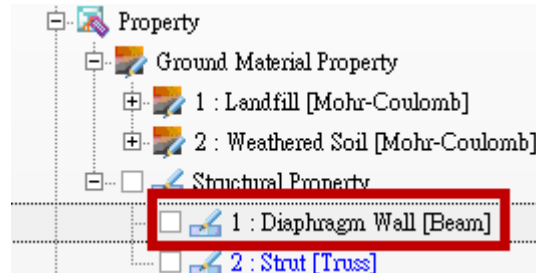 Property
Ground Material Property
1 : Landfill [Mohr-Coulomb]
2 : Weathered Soil [Mohr-Coulomb]
Structural Property
1 : Diaphragm Wall [Beam]
2 : Strut [Truss]